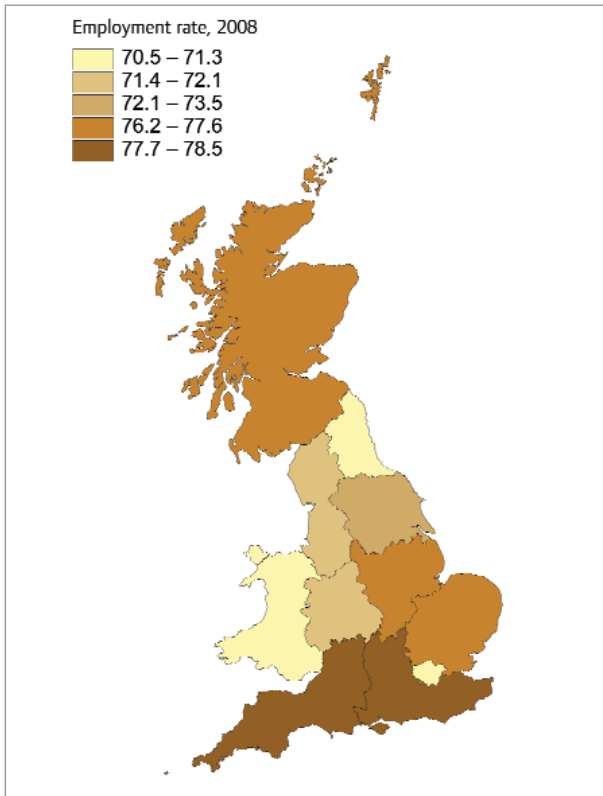 Employment rate, 2008
70.5 – 71.3
71.4 – 72.1
72.1 – 73.5
76.2 – 77.6
77.7 – 78.5